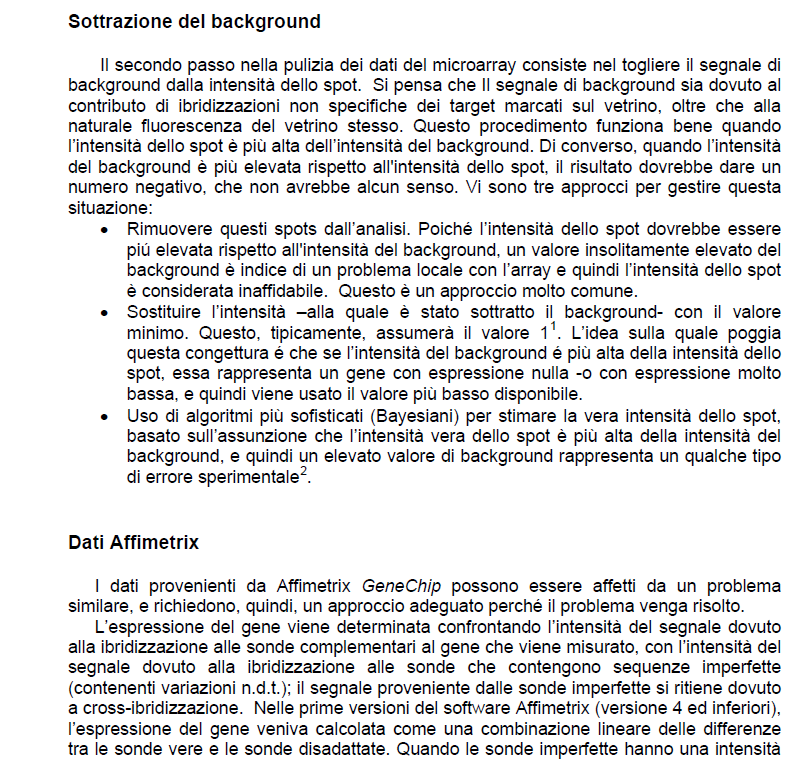 Sottrazione del background
Il secondo passo nella pulizia dei dati del microarray consiste nel togliere il segnale di
background dalla intensità dello spot.  Si pensa che Il segnale di background sia dovuto al
contributo di ibridizzazioni non specifiche dei target marcati sul vetrino, oltre che alla
naturale fluorescenza del vetrino stesso. Questo procedimento funziona bene quando
l'intensità dello spot è più alta dell'intensità del background. Di converso, quando l'intensità
del background è più elevata rispetto all'intensità dello spot, il risultato dovrebbe dare un
numero negativo, che non avrebbe alcun senso. Vi sono tre approcci per gestire questa
situazione:
• Rimuovere questi spots dall'analisi. Poiché l'intensità dello spot dovrebbe essere
piú elevata rispetto all'intensità del background, un valore insolitamente elevato del
background è indice di un problema locale con l'array e quindi l'intensità dello spot
è considerata inaffidabile.  Questo è un approccio molto comune.
• Sostituire l'intensità –alla quale è stato sottratto il background- con il valore
minimo. Questo, tipicamente, assumerà il valore 1¹. L'idea sulla quale poggia
questa congettura é che se l'intensità del background é più alta della intensità dello
spot, essa rappresenta un gene con espressione nulla -o con espressione molto
bassa, e quindi viene usato il valore più basso disponibile.
• Uso di algoritmi più sofisticati (Bayesiani) per stimare la vera intensità dello spot,
basato sull'assunzione che l'intensità vera dello spot è più alta della intensità del
background, e quindi un elevato valore di background rappresenta un qualche tipo
di errore sperimentale².
Dati Affimetrix
I dati provenienti da Affimetrix GeneChip possono essere affetti da un problema
similare, e richiedono, quindi, un approccio adeguato perché il problema venga risolto.
L'espressione del gene viene determinata confrontando l'intensità del segnale dovuto
alla ibridizzazione alle sonde complementari al gene che viene misurato, con l'intensità del
segnale dovuto alla ibridizzazione alle sonde che contengono sequenze imperfette
(contenenti variazioni n.d.t.); il segnale proveniente dalle sonde imperfette si ritiene dovuto
a cross-ibridizzazione.  Nelle prime versioni del software Affimetrix (versione 4 ed inferiori),
l'espressione del gene veniva calcolata come una combinazione lineare delle differenze
tra le sonde vere e le sonde disadattate. Quando le sonde imperfette hanno una intensità